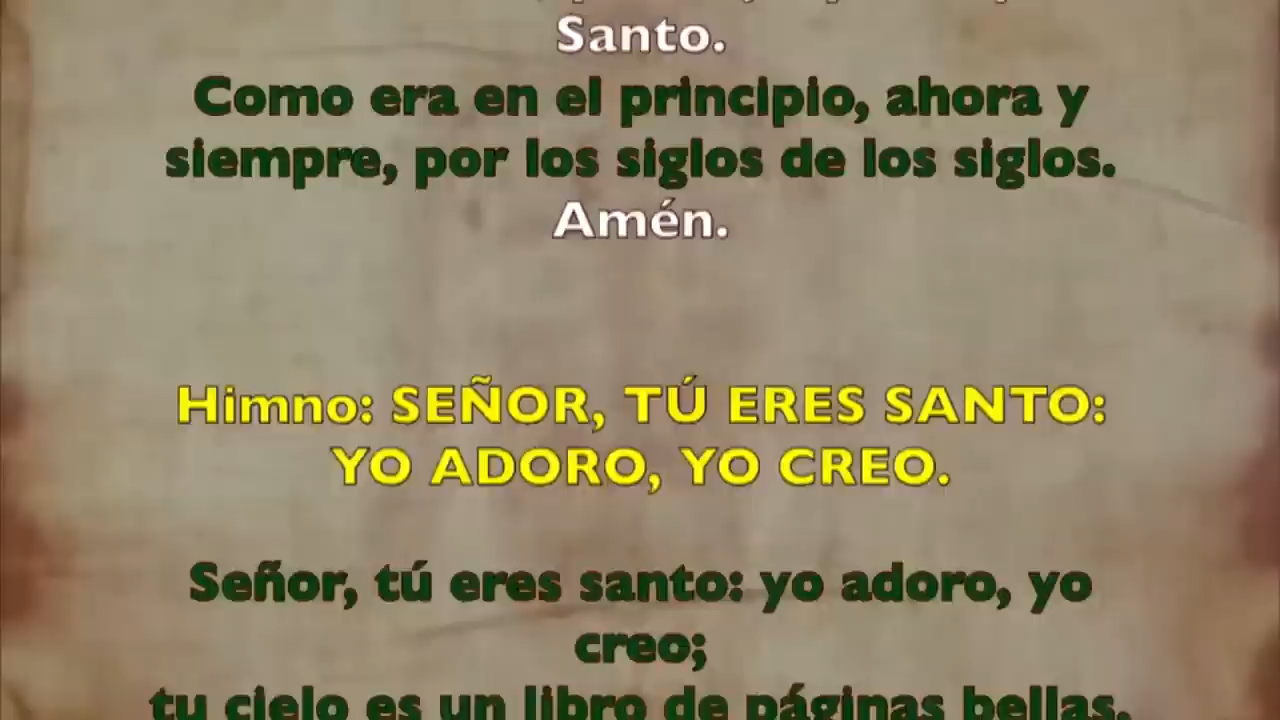 Santo.
Como era en el principio, ahora y
siempre, por los siglos de los siglos.
Amén.
Himno: SEÑOR, TÚ ERES SANTO:
YO ADORO, YO CREO.
Señor, tú eres santo: yo adoro, yo
creo;
tu cielo es un libro de páginas bellas,